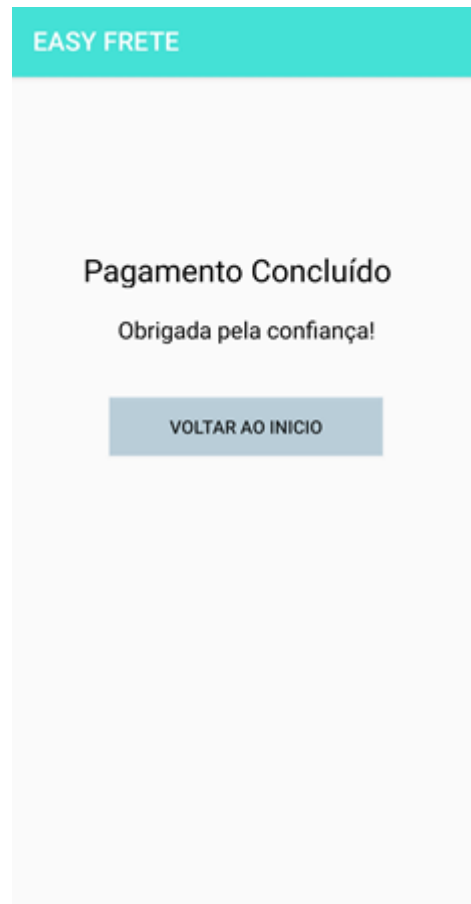 EASY FRETE
Pagamento Concluído
Obrigada pela confiança!
VOLTAR AO INICIO